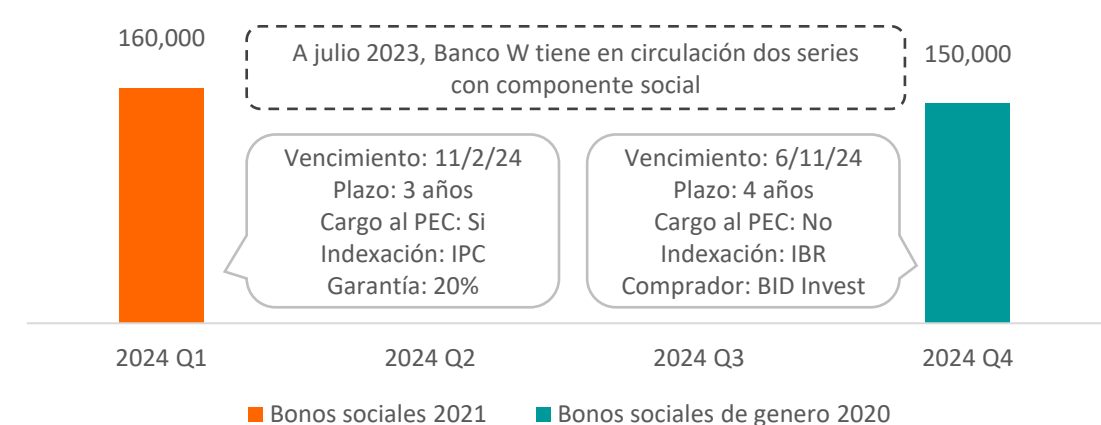 160,000
A julio 2023, Banco W tiene en circulación dos series
con componente social
150,000
Vencimiento: 11/2/24
Plazo: 3 años
Cargo al PEC: Si
Indexación: IPC
Garantía: 20%
Vencimiento: 6/11/24
Plazo: 4 años
Cargo al PEC: No
Indexación: IBR
Comprador: BID Invest
2024 Q1
2024 Q2
2024 Q3
2024 Q4
Bonos sociales 2021
Bonos sociales de genero 2020